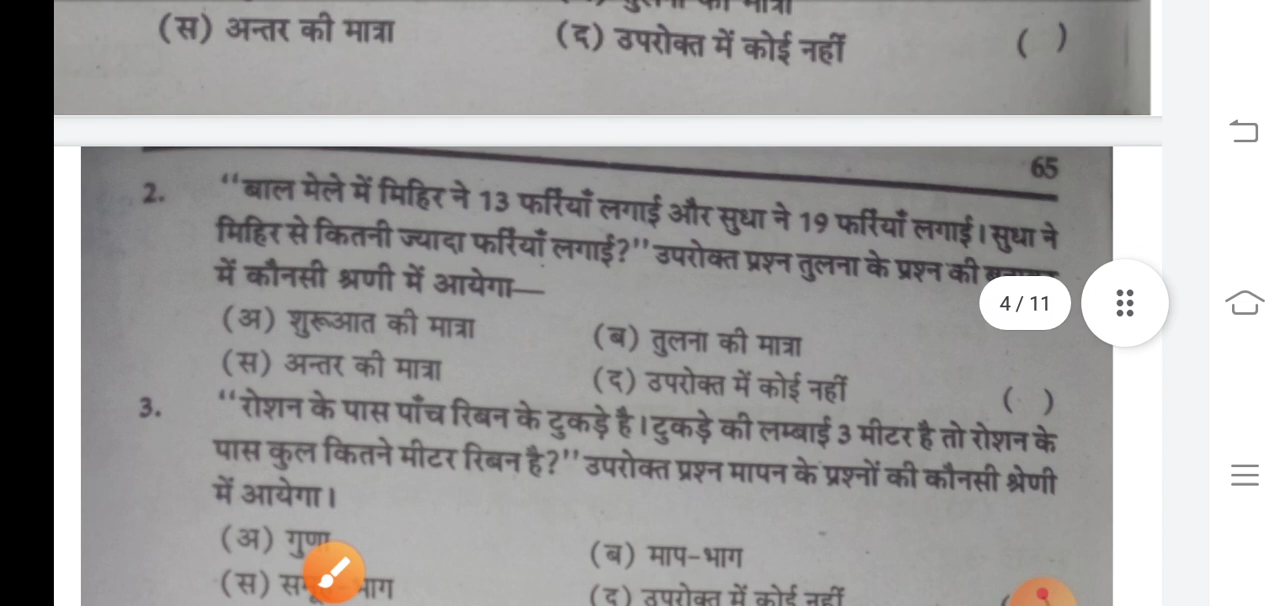 की मात्रा
(स) अन्तर की मात्रा (द) उपरोक्त में कोई नहीं ( )
65
2. “बाल मेले में मिहिर ने 13 फर्रियाँ लगाई और सुधा ने 19 फर्रियाँ लगाई। सुधा ने
मिहिर से कितनी ज्यादा फर्रियाँ लगाई?” उपरोक्त प्रश्न तुलना के प्रश्न की
में कौनसी श्रणी में आयेगा—
4 / 11
(अ) शुरूआत की मात्रा (ब) तुलना की मात्रा
(स) अन्तर की मात्रा (द) उपरोक्त में कोई नहीं ( )
3. “रोशन के पास पाँच रिबन के टुकड़े है। टुकड़े की लम्बाई 3 मीटर है तो रोशन के
पास कुल कितने मीटर रिबन है?” उपरोक्त प्रश्न मापन के प्रश्नों की कौनसी श्रेणी
में आयेगा।
(अ) गुणा (ब) माप-भाग
(स) (द) उपरोक्त में कोई नहीं